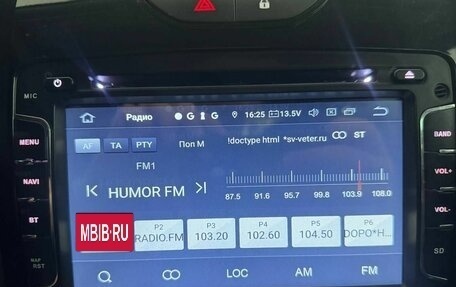 MIC
Радио
G
G
16:25
13.5V
MENU
AF
TA
PTY
Поп М
!doctype html *sv-veter.ru
ST
BAND
FM1
NAVI
HUMOR FM
VOL+
87.5 91.6 95.7 99.8 103.9 108.0
BT
VOL-
MBIB·RU
P2
RADIO.FM
P3
103.20
P4
102.60
P5
104.50
P6
DOPO*H...
MAP
RST
SD
LOC
AM
FM